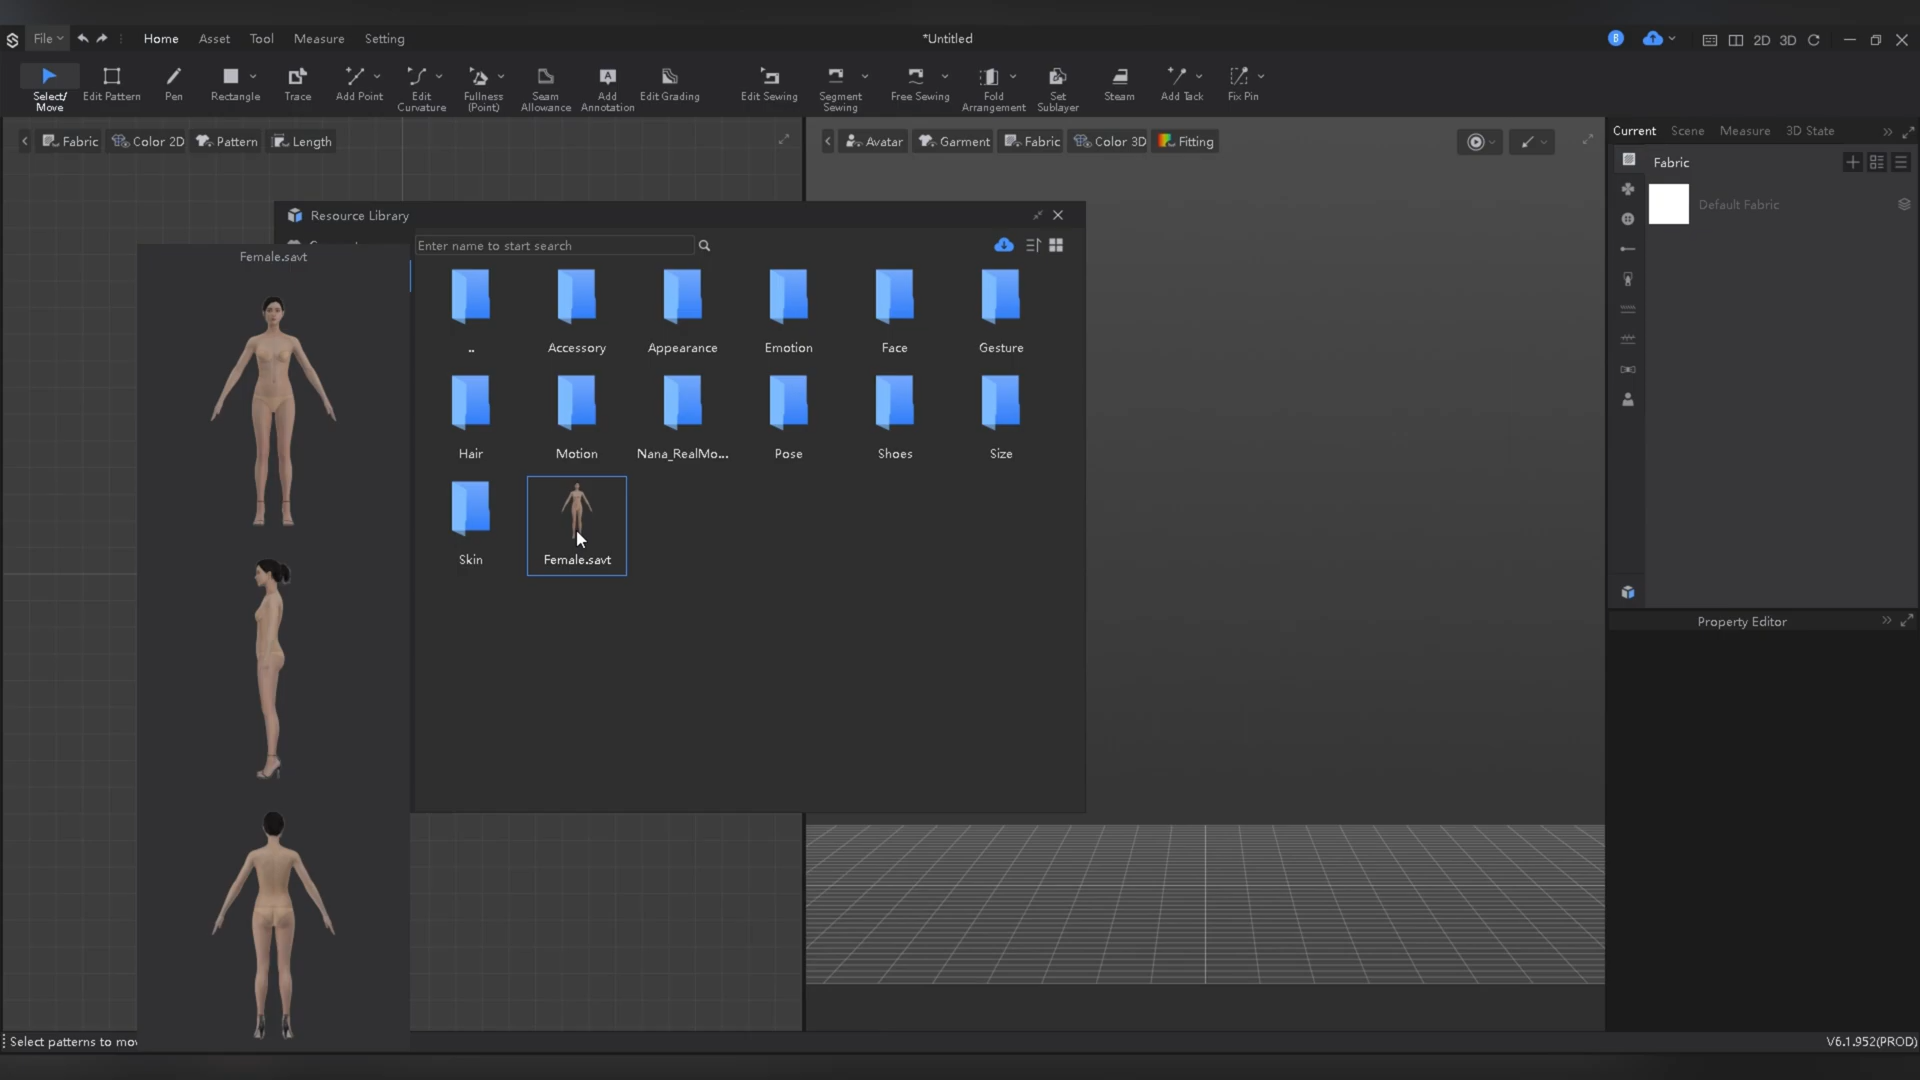 File
Home
Asset
Tool
Measure
Setting
*Untitled
B
2D
3D
Select/
Move
Edit Pattern
Pen
Rectangle
Trace
Add Point
Edit
Curvature
Fullness
(Point)
Seam
Allowance
Add
Annotation
Edit Grading
Edit Sewing
Segment
Sewing
Free Sewing
Fold
Arrangement
Set
Sublayer
Steam
Add Tack
Fix Pin
Fabric
Color 2D
Pattern
Length
Avatar
Garment
Fabric
Color 3D
Fitting
Current
Scene
Measure
3D State
Fabric
Default Fabric
Property Editor
Resource Library
Enter name to start search
Female.savt
..
Accessory
Appearance
Emotion
Face
Gesture
Hair
Motion
Nana_RealMo...
Pose
Shoes
Size
Skin
Female.savt
Select patterns to mov
V6.1.952(PROD)